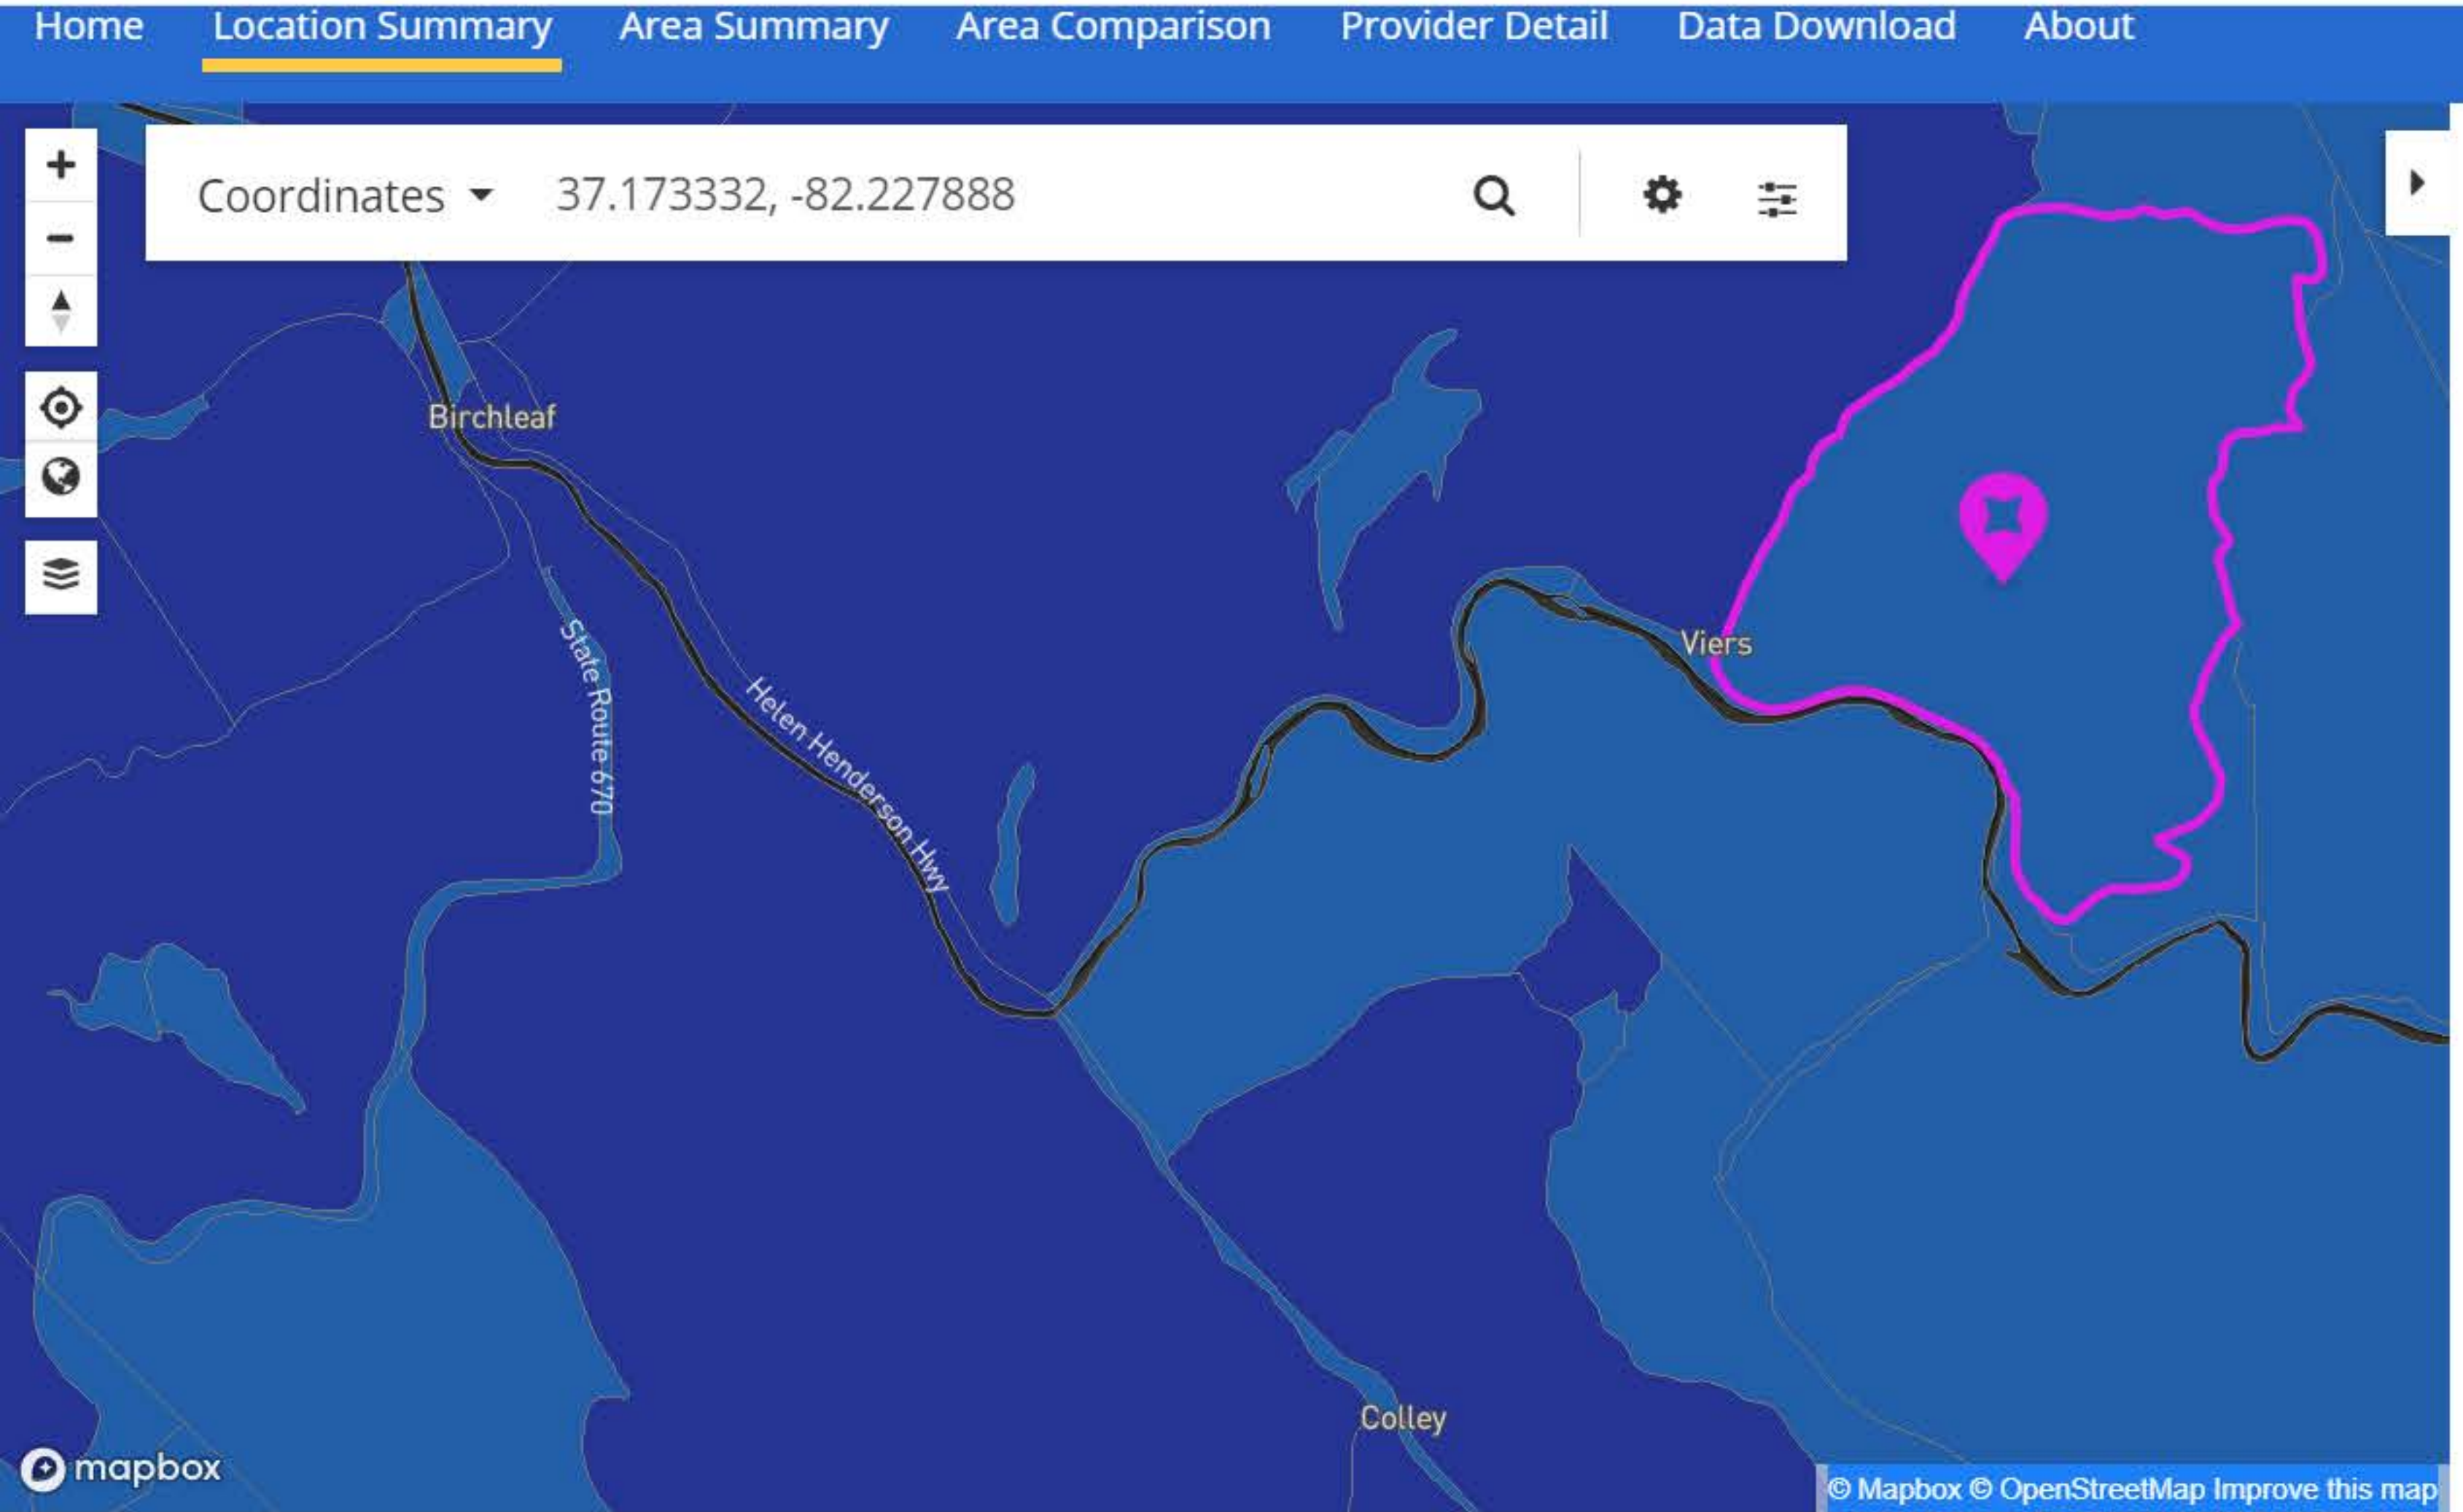 Home Location Summary Area Summary Area Comparison Provider Detail Data Download About
Coordinates 37.173332, -82.227888
Birchleaf
State Route 670
Helen Henderson Hwy
Viers
Colley
mapbox
© Mapbox © OpenStreetMap Improve this map